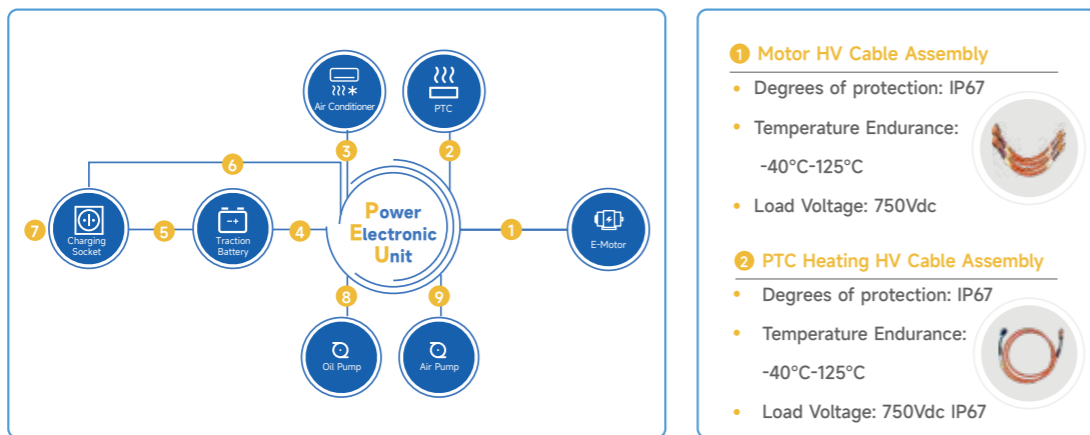 Air Conditioner
PTC
3
2
6
7
Charging
Socket
5
Traction
Battery
4
Power
Electronic
Unit
1
E-Motor
8
9
Oil Pump
Air Pump
1 Motor HV Cable Assembly
• Degrees of protection: IP67
• Temperature Endurance:
-40°C-125°C
• Load Voltage: 750Vdc
2 PTC Heating HV Cable Assembly
• Degrees of protection: IP67
• Temperature Endurance:
-40°C-125°C
• Load Voltage: 750Vdc IP67